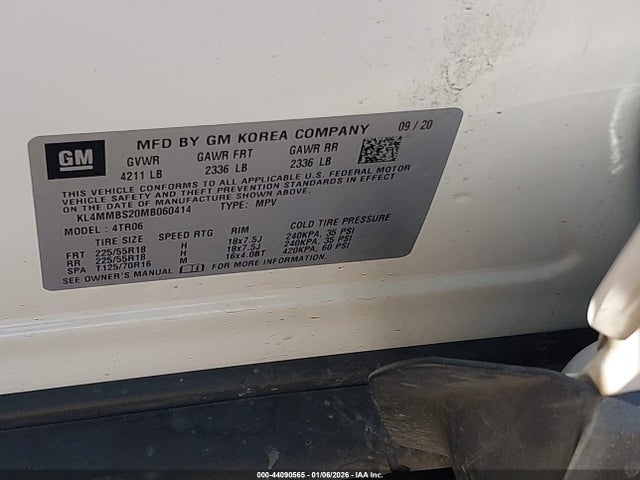 GM
MFD BY GM KOREA COMPANY 09 / 20
GVWR GAWR FRT GAWR RR
4211 LB 2336 LB 2336 LB
THIS VEHICLE CONFORMS TO ALL APPLICABLE U.S. FEDERAL MOTOR
VEHICLE SAFETY AND THEFT PREVENTION STANDARDS IN EFFECT ON
THE DATE OF MANUFACTURE SHOWN ABOVE.
KL4MMBS20MB060414 TYPE: MPV
MODEL: 4TR06
TIRE SIZE SPEED RTG RIM COLD TIRE PRESSURE
FRT 225/55R18 H 18x7.5J 240KPA, 35 PSI
RR 225/55R18 H 18x7.5J 240KPA, 35 PSI
SPA T125/70R16 M 16x4.0BT 420KPA, 60 PSI
SEE OWNER'S MANUAL FOR MORE INFORMATION.
000-44090565 - 01/06/2026 - IAA Inc.